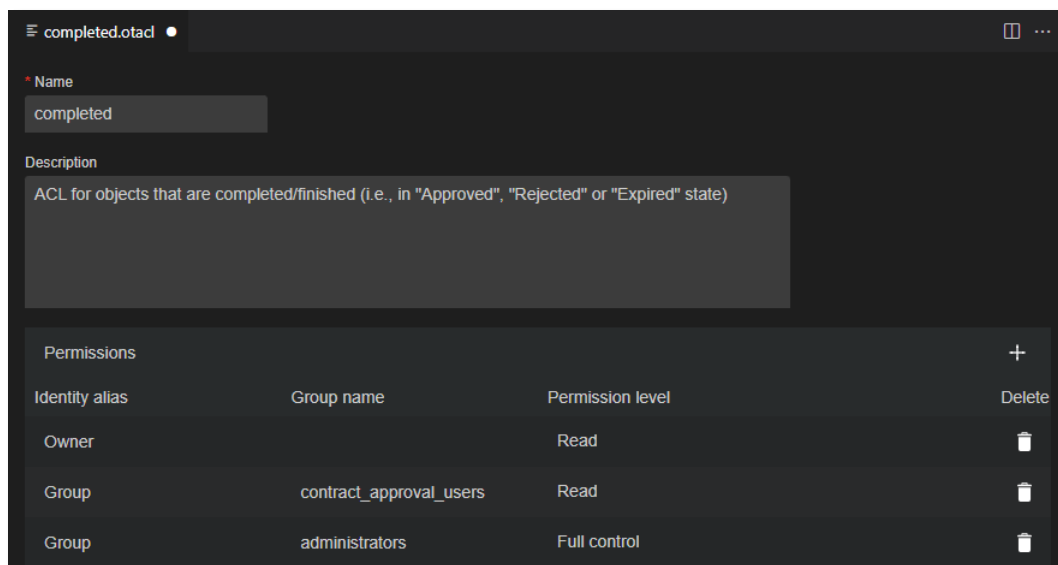 completed.otacl
* Name
completed
Description
ACL for objects that are completed/finished (i.e., in "Approved", "Rejected" or "Expired" state)
Permissions
Identity alias Group name Permission level Delete
Owner Read
Group contract_approval_users Read
Group administrators Full control